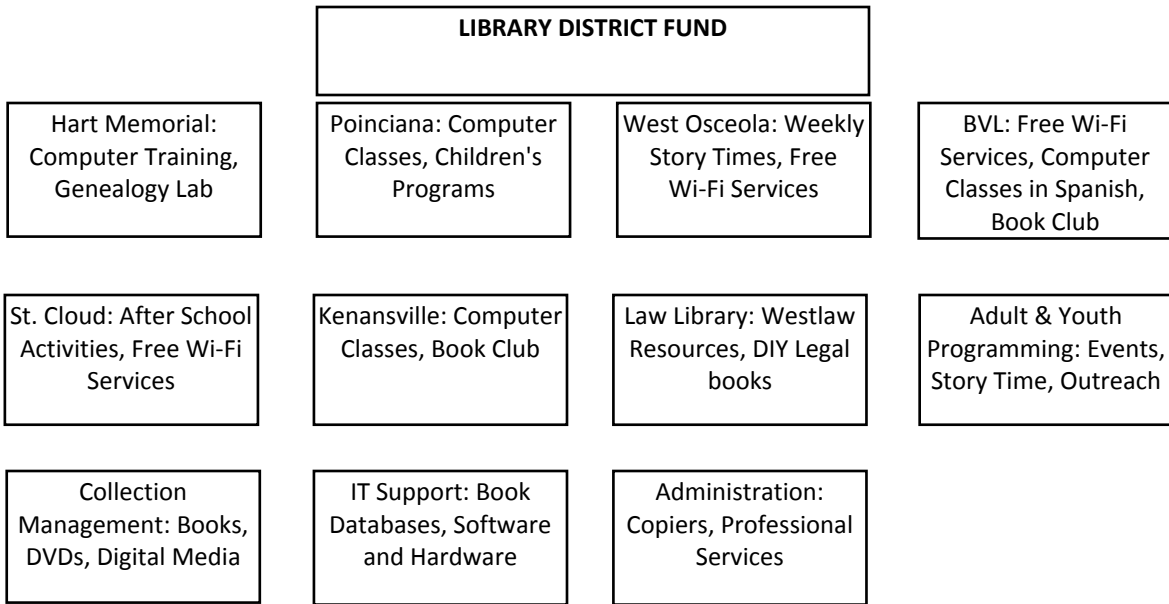 LIBRARY DISTRICT FUND
Hart Memorial:
Computer Training,
Genealogy Lab
Poinciana: Computer
Classes, Children's
Programs
West Osceola: Weekly
Story Times, Free
Wi-Fi Services
BVL: Free Wi-Fi
Services, Computer
Classes in Spanish,
Book Club
St. Cloud: After School
Activities, Free Wi-Fi
Services
Kenansville: Computer
Classes, Book Club
Law Library: Westlaw
Resources, DIY Legal
books
Adult & Youth
Programming: Events,
Story Time, Outreach
Collection
Management: Books,
DVDs, Digital Media
IT Support: Book
Databases, Software
and Hardware
Administration:
Copiers, Professional
Services